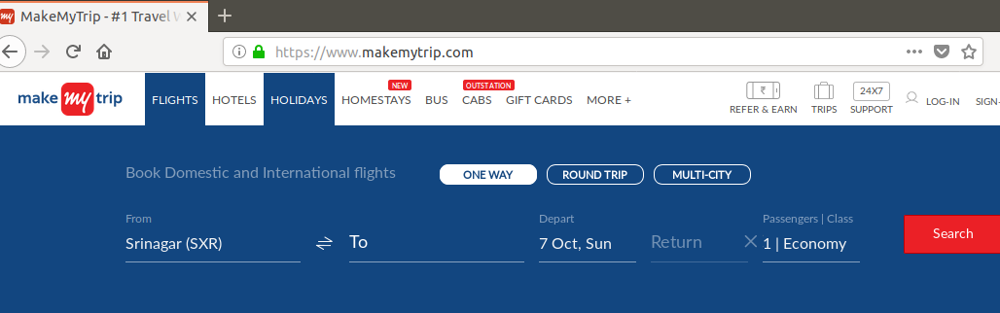 MakeMyTrip - #1 Travel
https://www.makemytrip.com
make my trip
FLIGHTS HOTELS HOLIDAYS HOMESTAYS NEW BUS CABS OUTSTATION GIFT CARDS MORE +
₹ REFER & EARN TRIPS 24X7 SUPPORT LOG-IN SIGN-
Book Domestic and International flights ONE WAY ROUND TRIP MULTI-CITY
From Depart Passengers | Class
Srinagar (SXR) To 7 Oct, Sun Return 1 | Economy Search